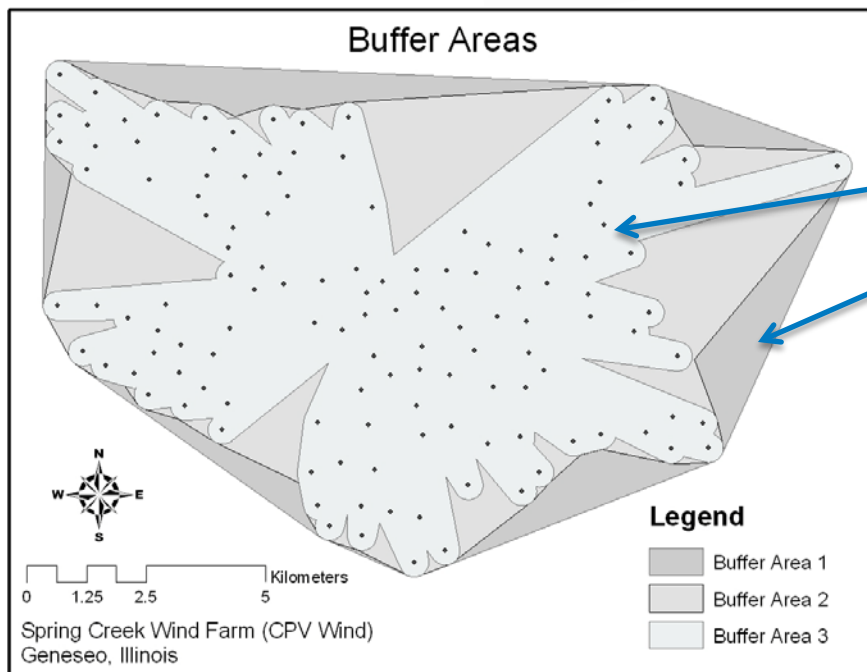 Buffer Areas
N
W E
S
Kilometers
0 1.25 2.5 5
Spring Creek Wind Farm (CPV Wind)
Geneseo, Illinois
Legend
Buffer Area 1
Buffer Area 2
Buffer Area 3